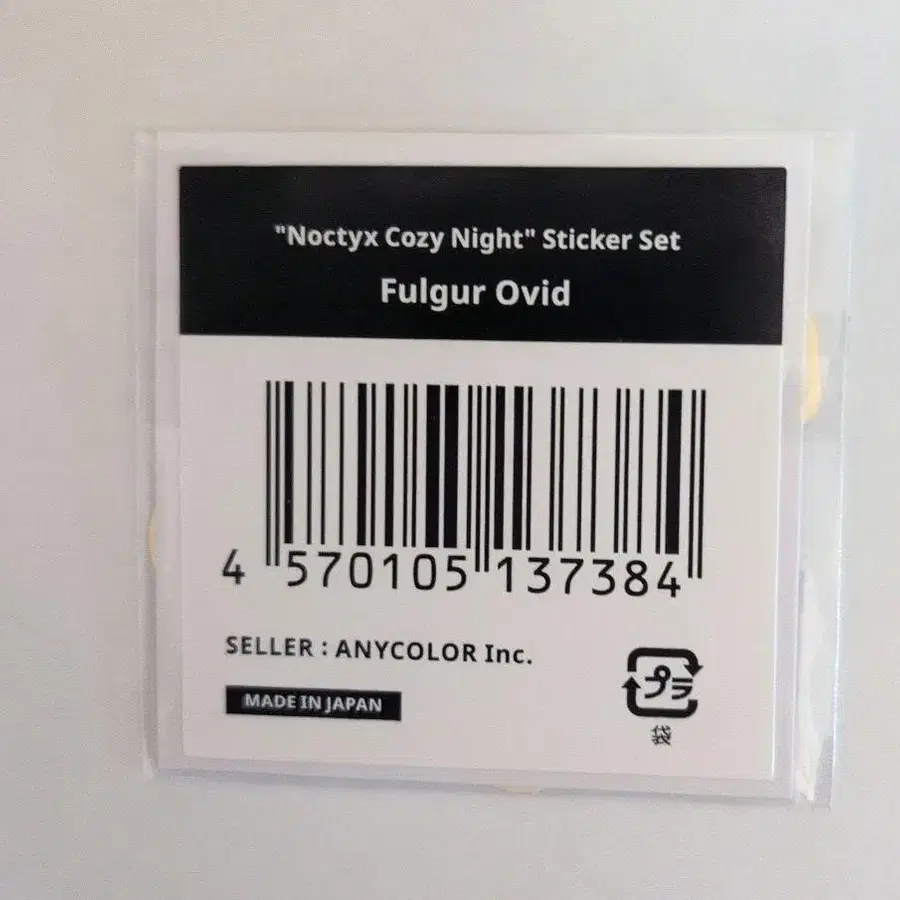 "Noctyx Cozy Night" Sticker Set
Fulgur Ovid
4 570105 137384
SELLER : ANYCOLOR Inc.
MADE IN JAPAN
プラ
袋